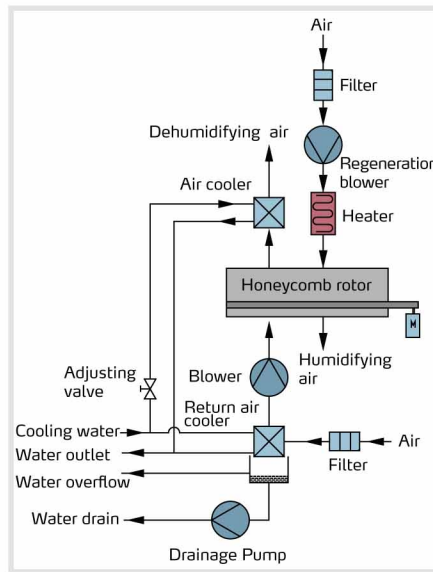 Air
Filter
Dehumidifying air
Regeneration
blower
Air cooler
Heater
Honeycomb rotor
M
Humidifying
air
Blower
Adjusting
valve
Return air
cooler
Cooling water
Air
Water outlet
Filter
Water overflow
Water drain
Drainage Pump